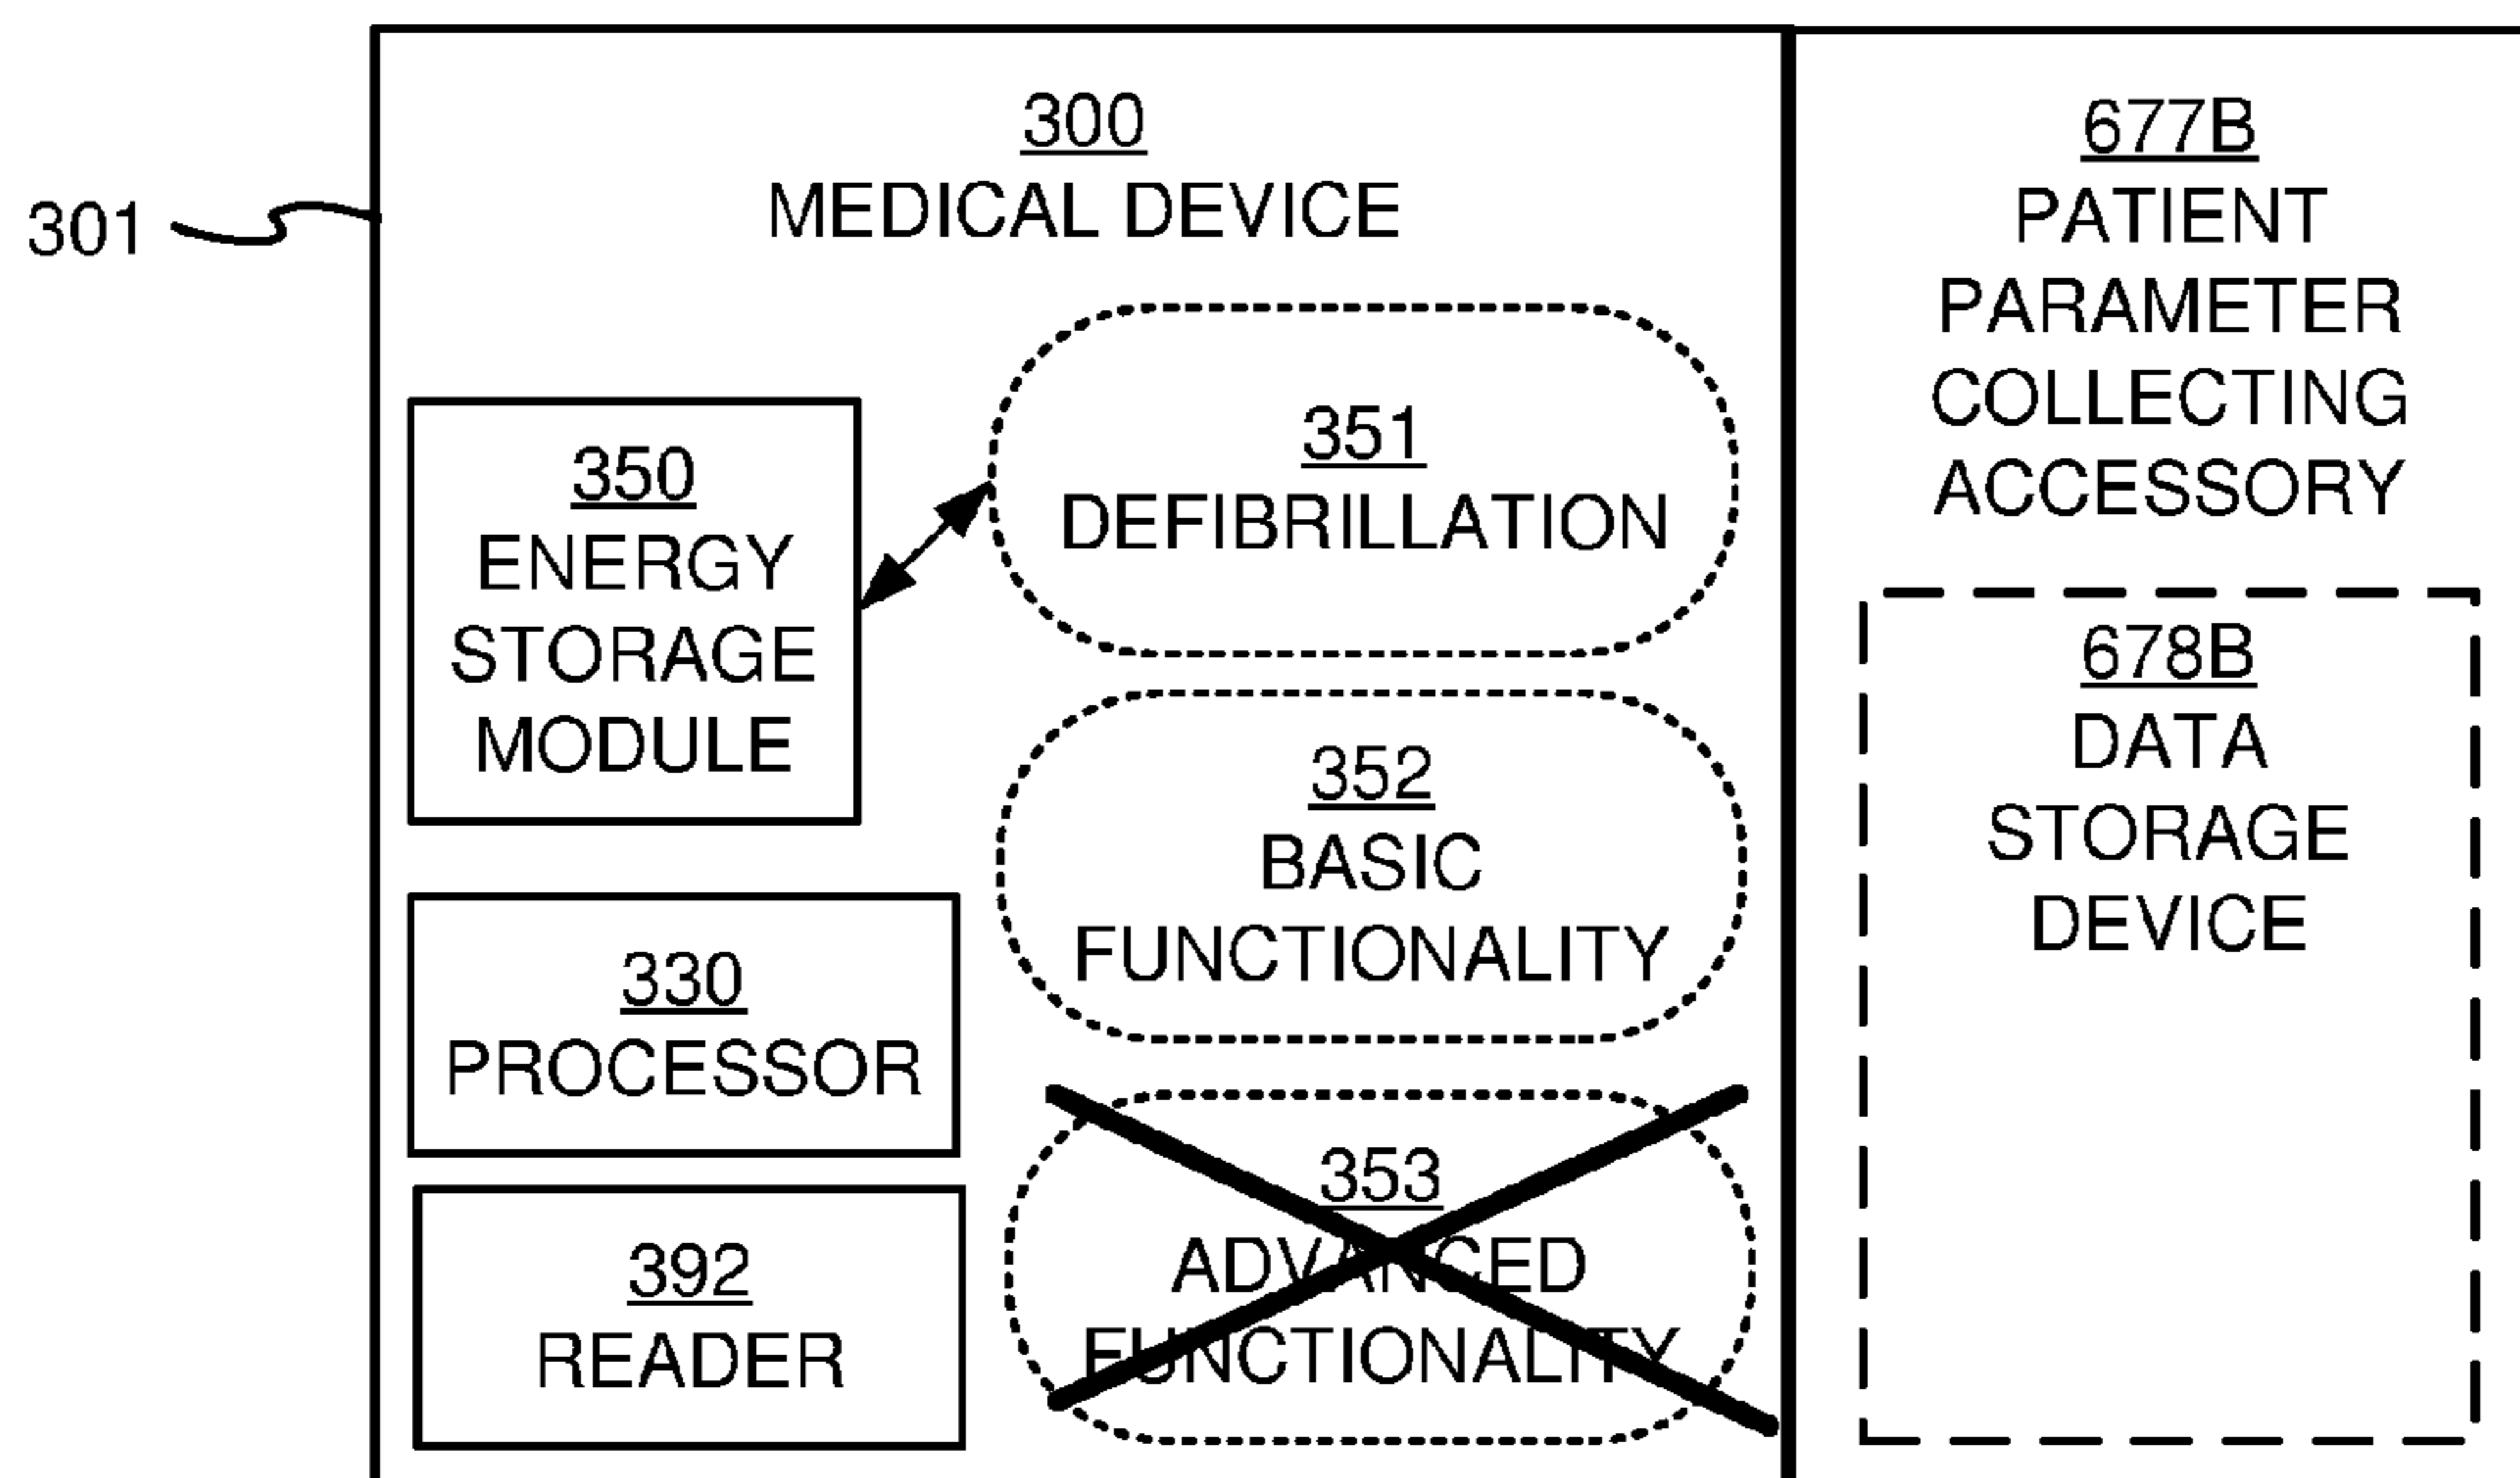 301
300
MEDICAL DEVICE
350
ENERGY
STORAGE
MODULE
351
DEFIBRILLATION
352
BASIC
FUNCTIONALITY
330
PROCESSOR
353
ADVANCED
FUNCTIONALITY
392
READER
677B
PATIENT
PARAMETER
COLLECTING
ACCESSORY
678B
DATA
STORAGE
DEVICE